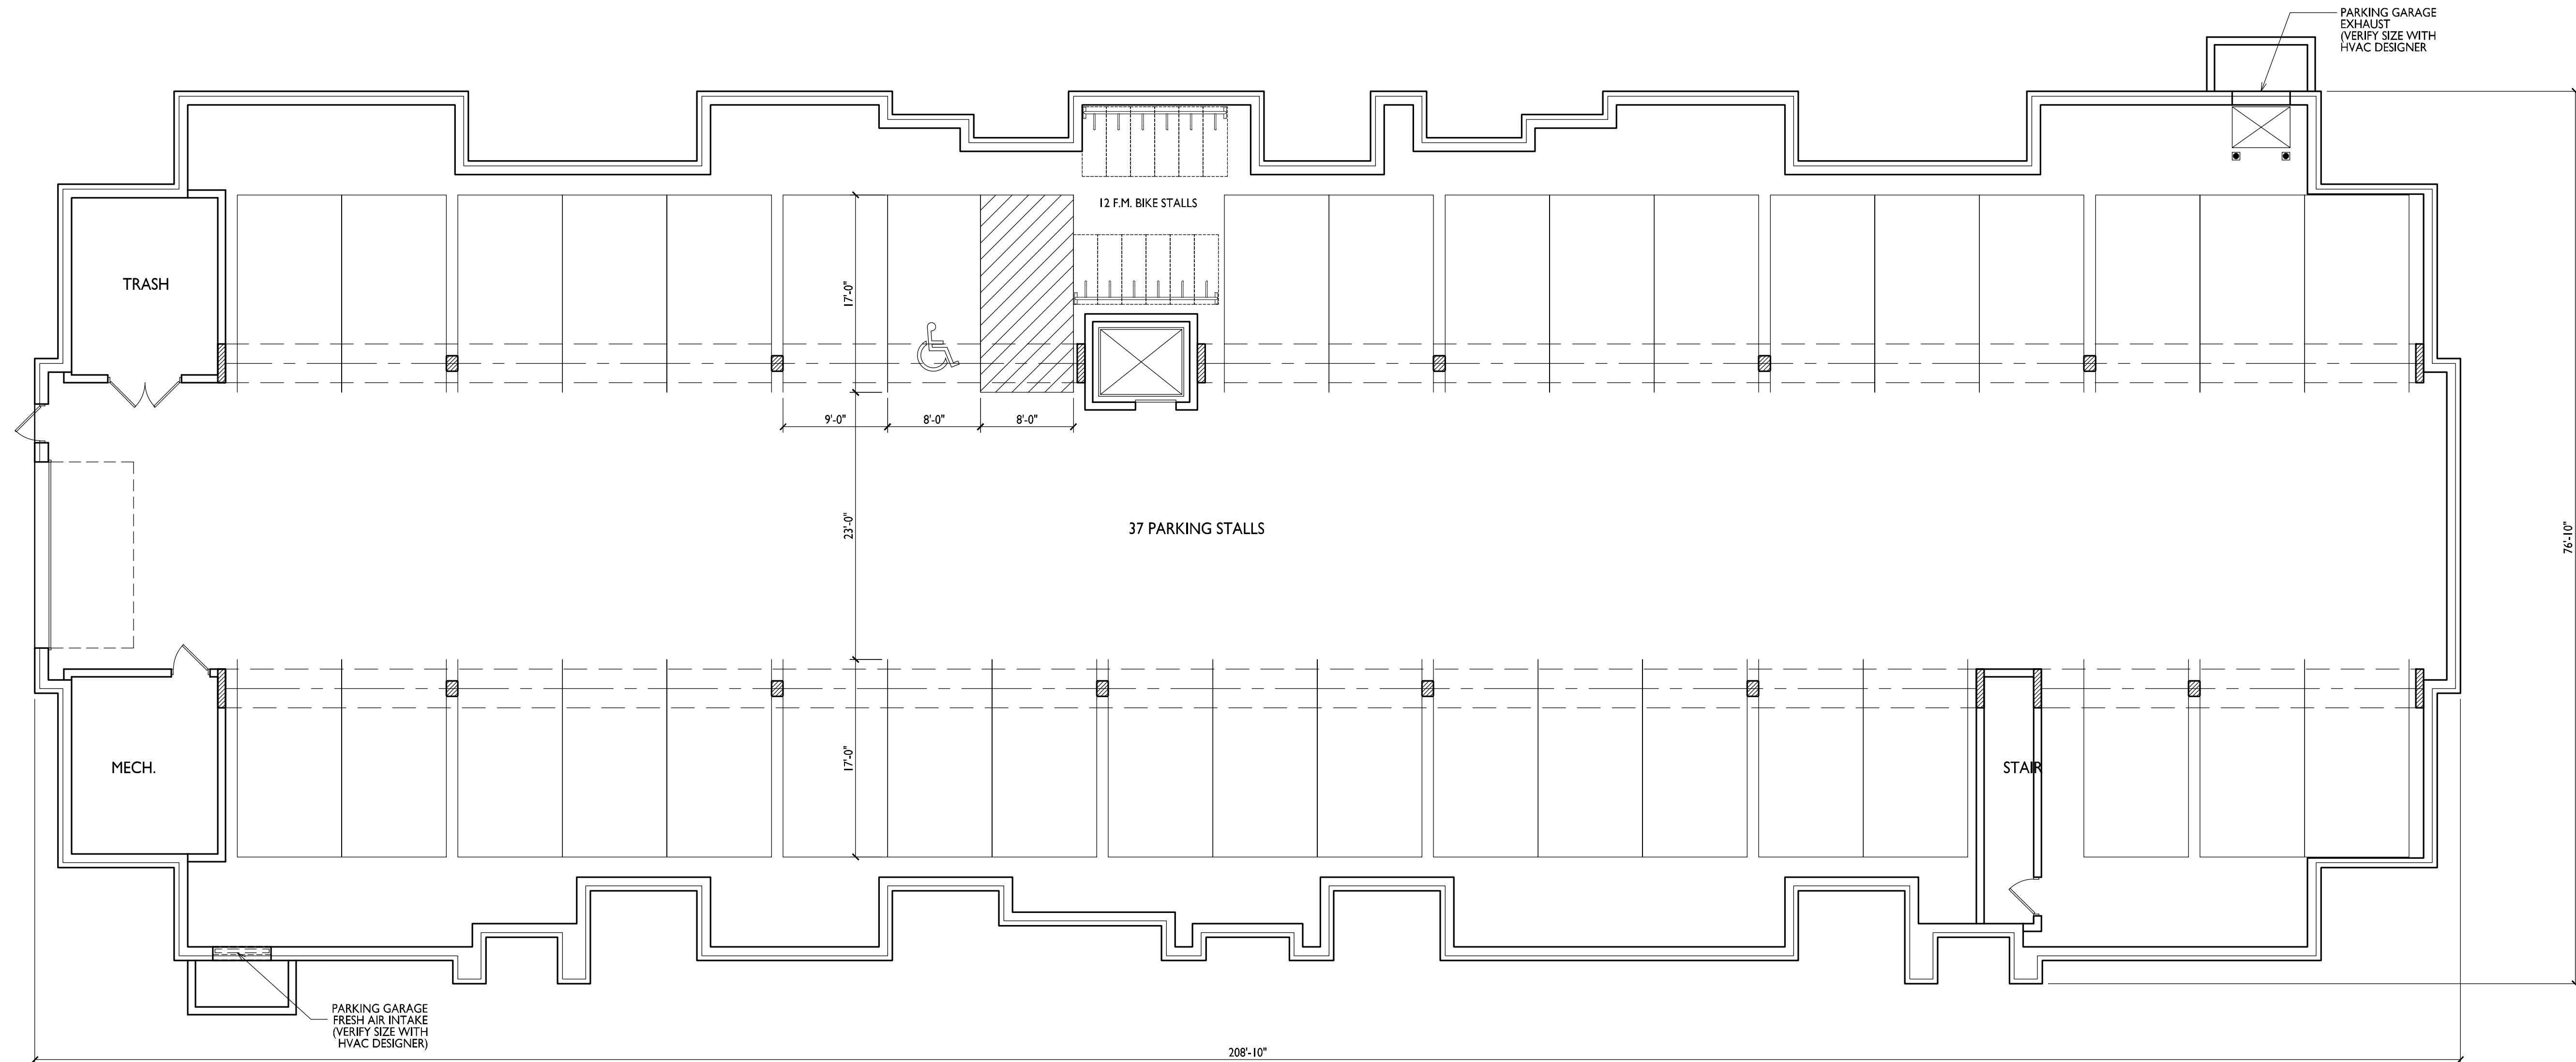 PARKING GARAGE
EXHAUST
(VERIFY SIZE WITH
HVAC DESIGNER
12 F.M. BIKE STALLS
TRASH
17'-0"
9'-0"
8'-0"
8'-0"
37 PARKING STALLS
23'-0"
76'-10"
MECH.
17'-0"
STAIR
PARKING GARAGE
FRESH AIR INTAKE
(VERIFY SIZE WITH
HVAC DESIGNER)
208'-10"